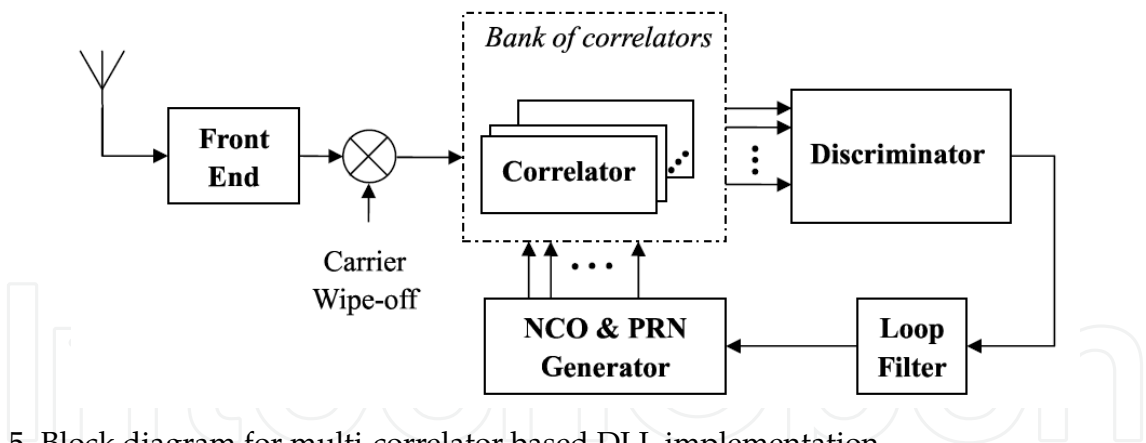 Bank of correlators
Front
End
Correlator
Discriminator
Carrier
Wipe-off
NCO & PRN
Generator
Loop
Filter
5. Block diagram for multi-correlator based DLL implementation